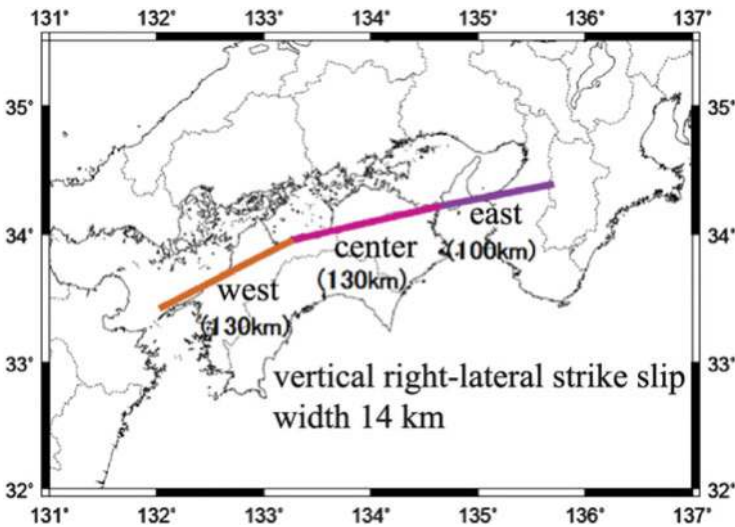 131° 132° 133° 134° 135° 136° 137°
35° 35°
34° 34°
east
center (100km)
west (130km)
(130km)
33° 33°
vertical right-lateral strike slip
width 14 km
32° 32°
131° 132° 133° 134° 135° 136° 137°